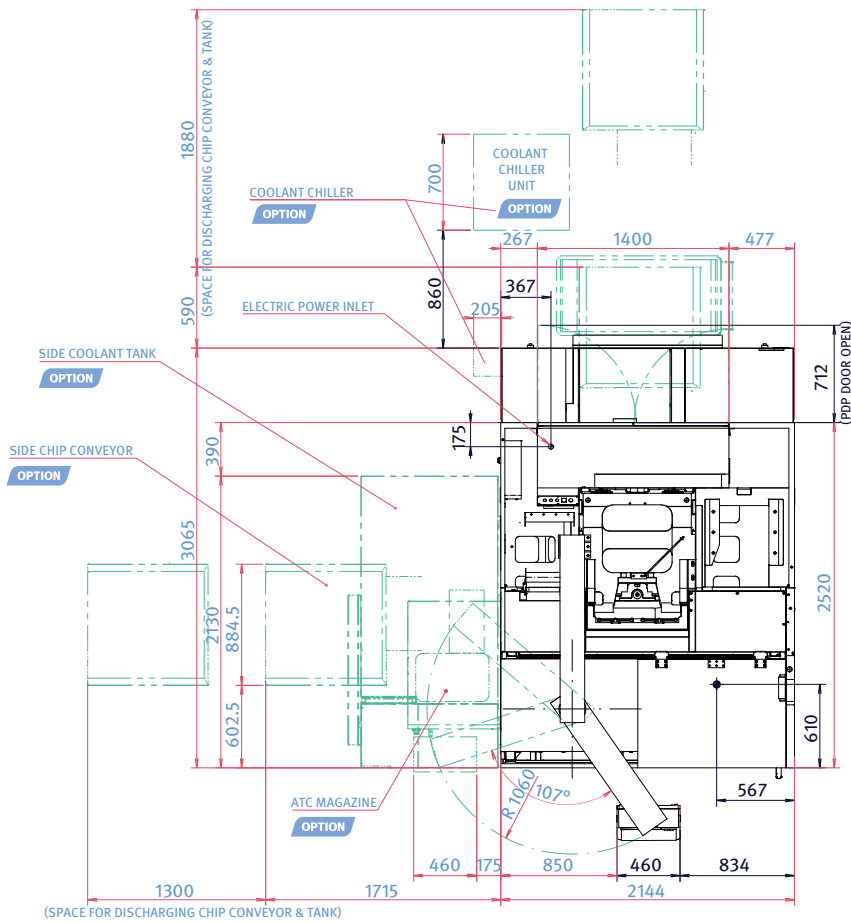 1880
(SPACE FOR DISCHARGING CHIP CONVEYOR & TANK)
700
COOLANT
CHILLER
UNIT
OPTION
COOLANT CHILLER
OPTION
267
1400
477
367
860
590
205
ELECTRIC POWER INLET
712
(PDP DOOR OPEN)
SIDE COOLANT TANK
OPTION
175
390
SIDE CHIP CONVEYOR
OPTION
3065
2130
884.5
2520
602.5
610
567
ATC MAGAZINE
OPTION
R 1060
107°
460
175
850
460
834
1300
1715
2144
(SPACE FOR DISCHARGING CHIP CONVEYOR & TANK)